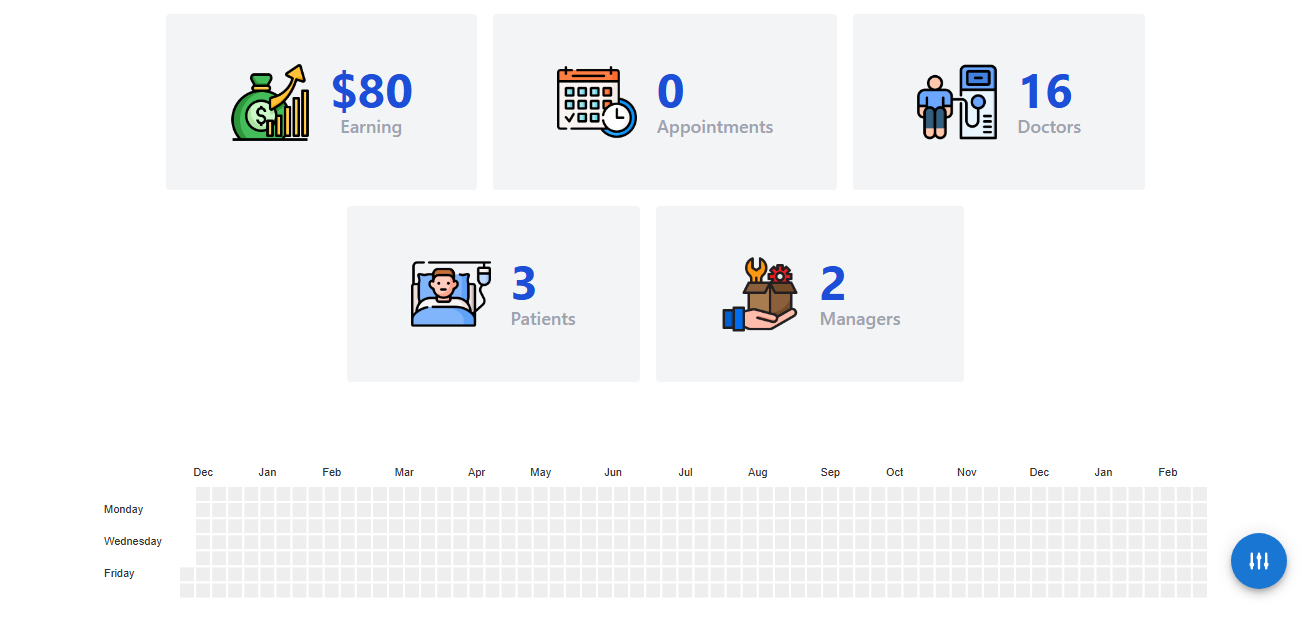 $80
Earning
0
Appointments
16
Doctors
3
Patients
2
Managers
Dec Jan Feb Mar Apr May Jun Jul Aug Sep Oct Nov Dec Jan Feb
Monday
Wednesday
Friday